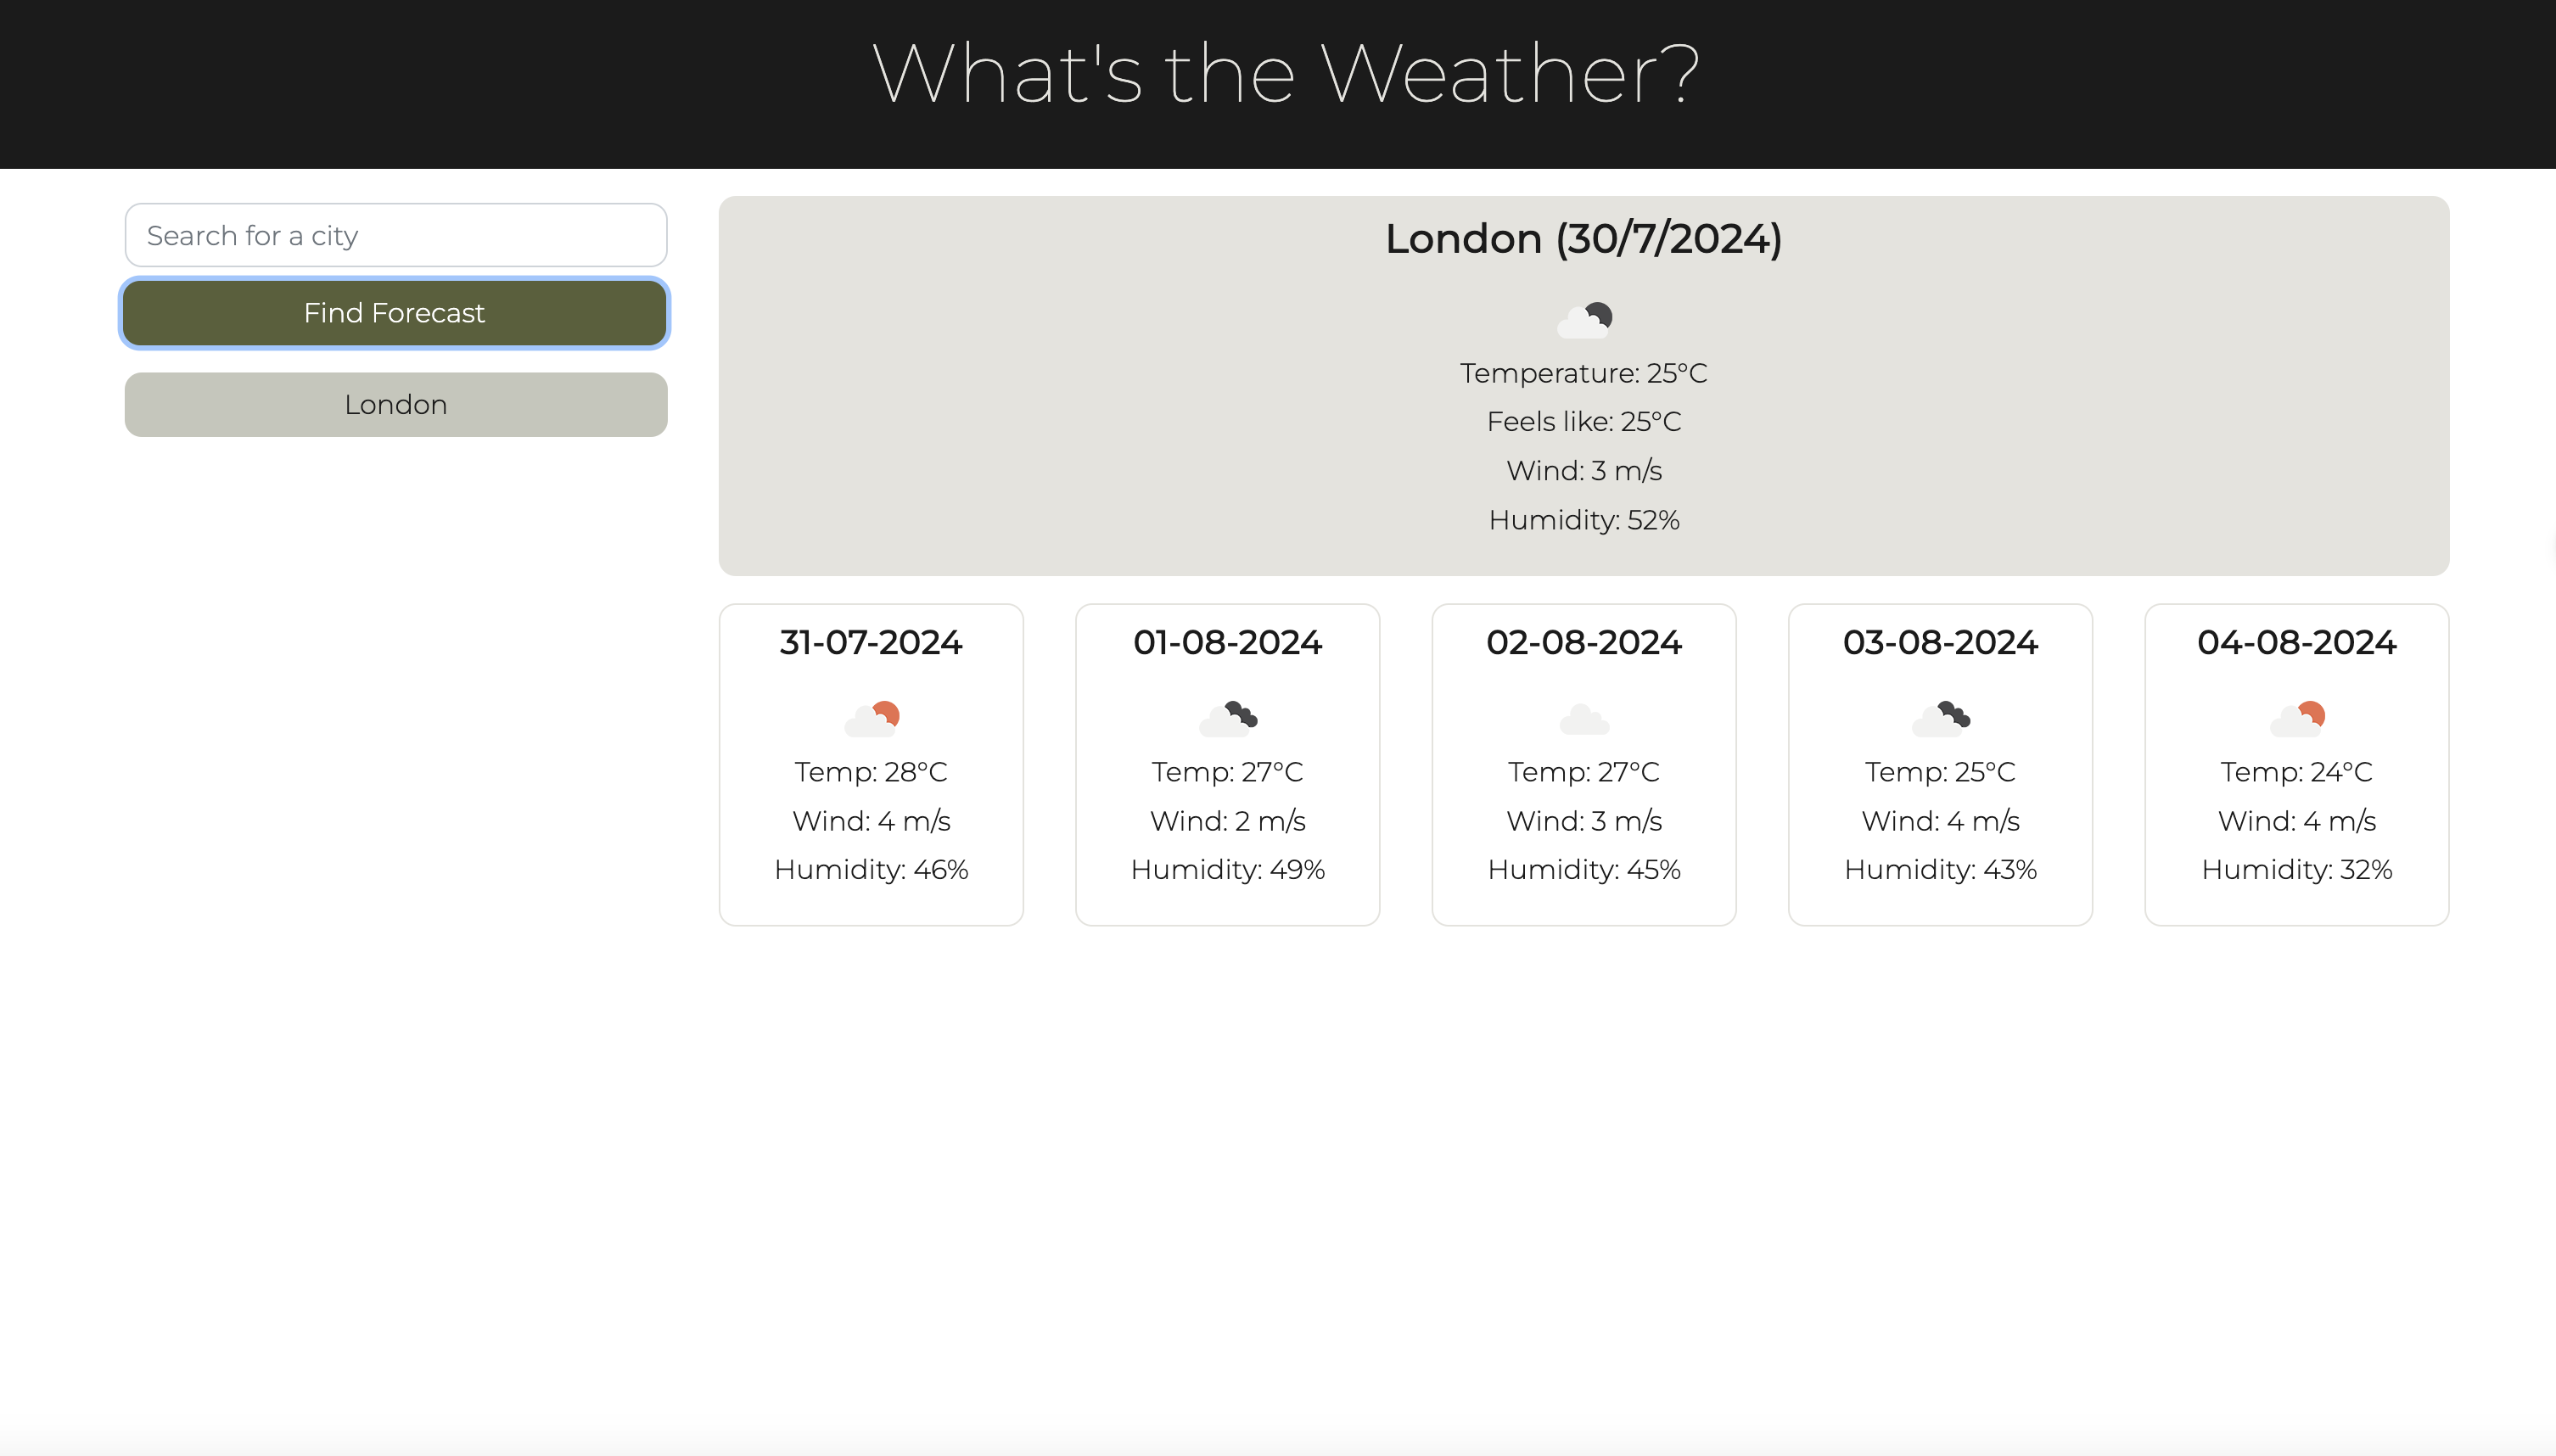 What's the Weather?
Search for a city
Find Forecast
London
London (30/7/2024)
Temperature: 25°C
Feels like: 25°C
Wind: 3 m/s
Humidity: 52%
31-07-2024
Temp: 28°C
Wind: 4 m/s
Humidity: 46%
01-08-2024
Temp: 27°C
Wind: 2 m/s
Humidity: 49%
02-08-2024
Temp: 27°C
Wind: 3 m/s
Humidity: 45%
03-08-2024
Temp: 25°C
Wind: 4 m/s
Humidity: 43%
04-08-2024
Temp: 24°C
Wind: 4 m/s
Humidity: 32%